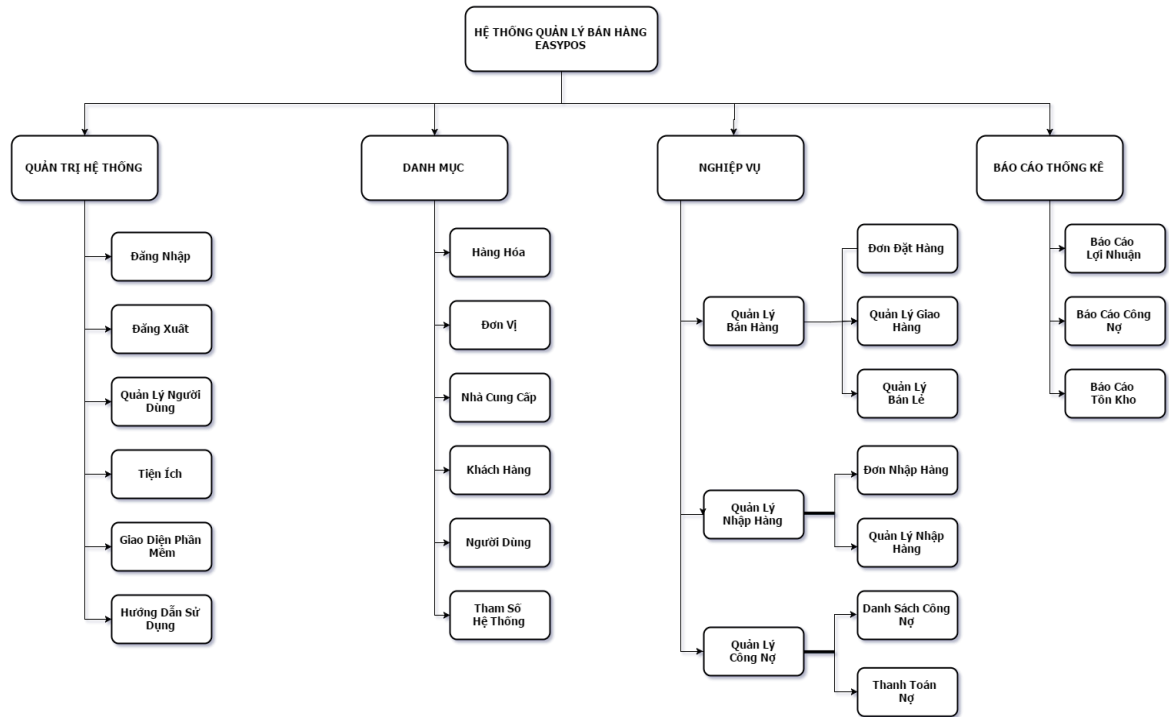 HỆ THỐNG QUẢN LÝ BÁN HÀNG
EASYPOS
QUẢN TRỊ HỆ THỐNG
DANH MỤC
NGHIỆP VỤ
BÁO CÁO THỐNG KÊ
Đăng Nhập
Đăng Xuất
Quản Lý Người
Dùng
Tiện Ích
Giao Diện Phần
Mềm
Hướng Dẫn Sử
Dụng
Hàng Hóa
Đơn Vị
Nhà Cung Cấp
Khách Hàng
Người Dùng
Tham Số
Hệ Thống
Quản Lý
Bán Hàng
Đơn Đặt Hàng
Quản Lý Giao
Hàng
Quản Lý
Bán Lẻ
Quản Lý
Nhập Hàng
Đơn Nhập Hàng
Quản Lý Nhập
Hàng
Quản Lý
Công Nợ
Danh Sách Công
Nợ
Thanh Toán
Nợ
Báo Cáo
Lợi Nhuận
Báo Cáo Công
Nợ
Báo Cáo
Tồn Kho